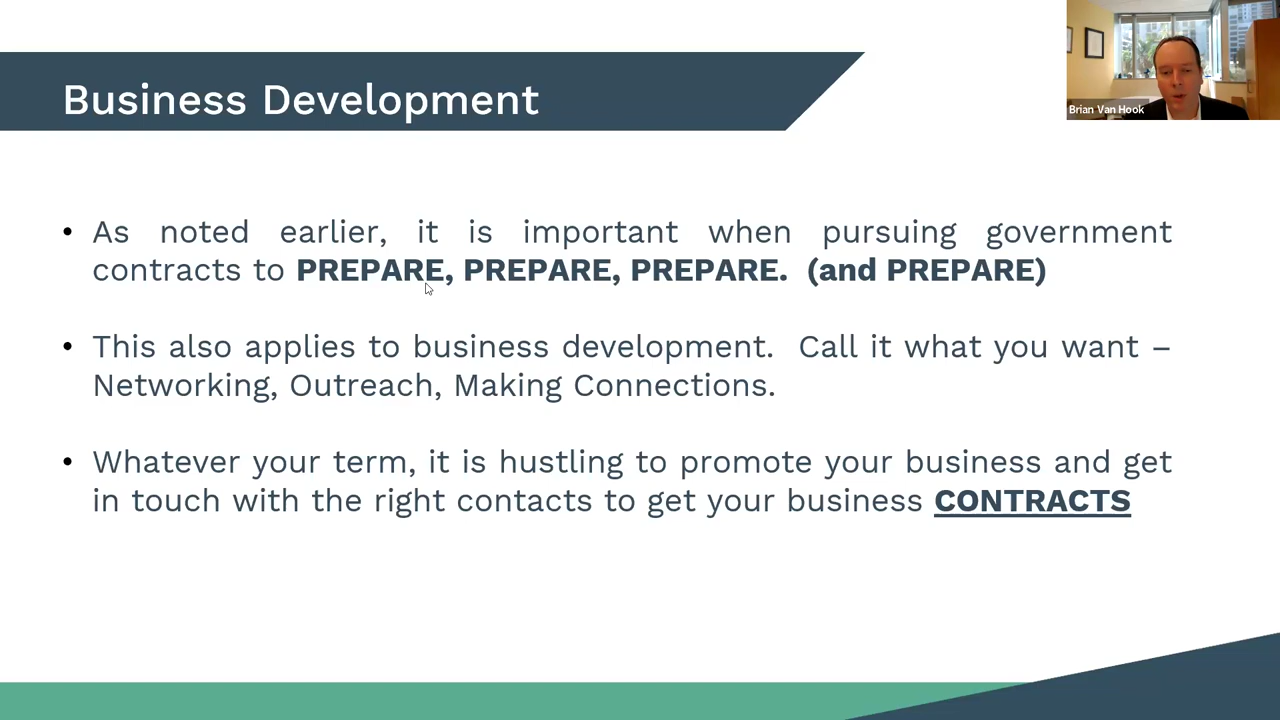 Business Development
Brian Van Hook
• As noted earlier, it is important when pursuing government
contracts to PREPARE, PREPARE, PREPARE.  (and PREPARE)
• This also applies to business development.  Call it what you want –
Networking, Outreach, Making Connections.
• Whatever your term, it is hustling to promote your business and get
in touch with the right contacts to get your business CONTRACTS